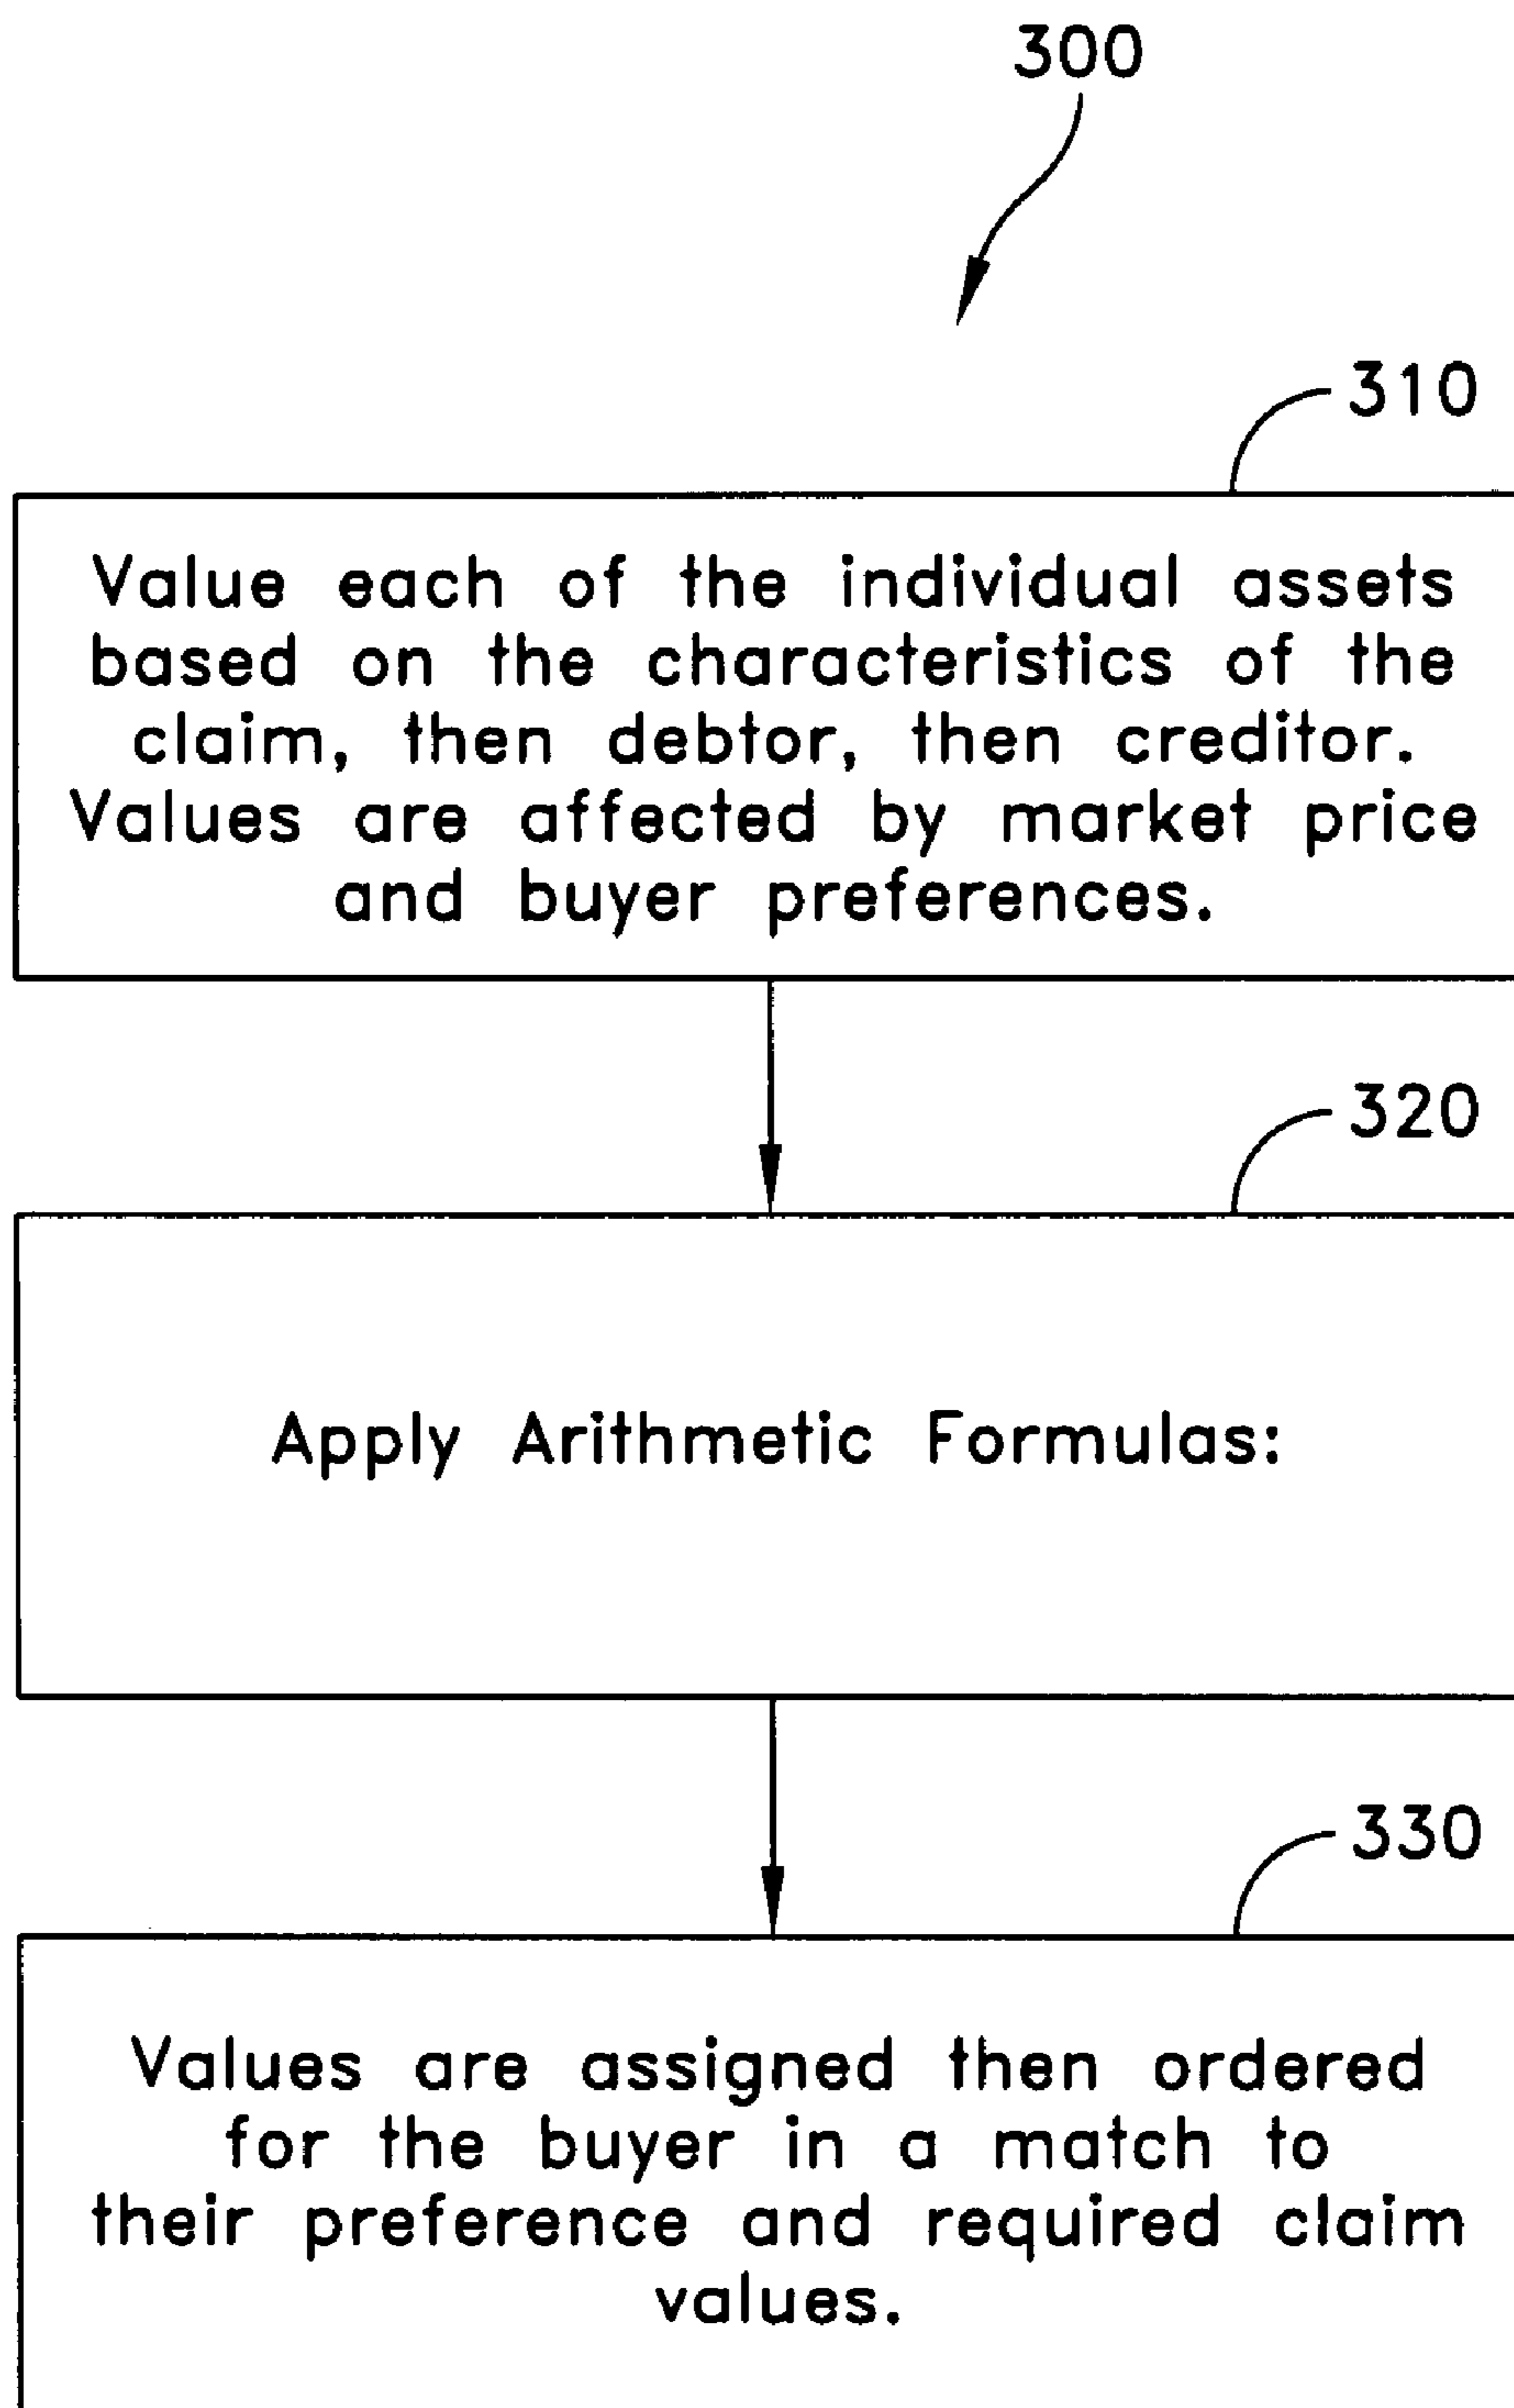 300
310
Value each of the individual assets
based on the characteristics of the
claim, then debtor, then creditor.
Values are affected by market price
and buyer preferences.
320
Apply Arithmetic Formulas:
330
Values are assigned then ordered
for the buyer in a match to
their preference and required claim
values.